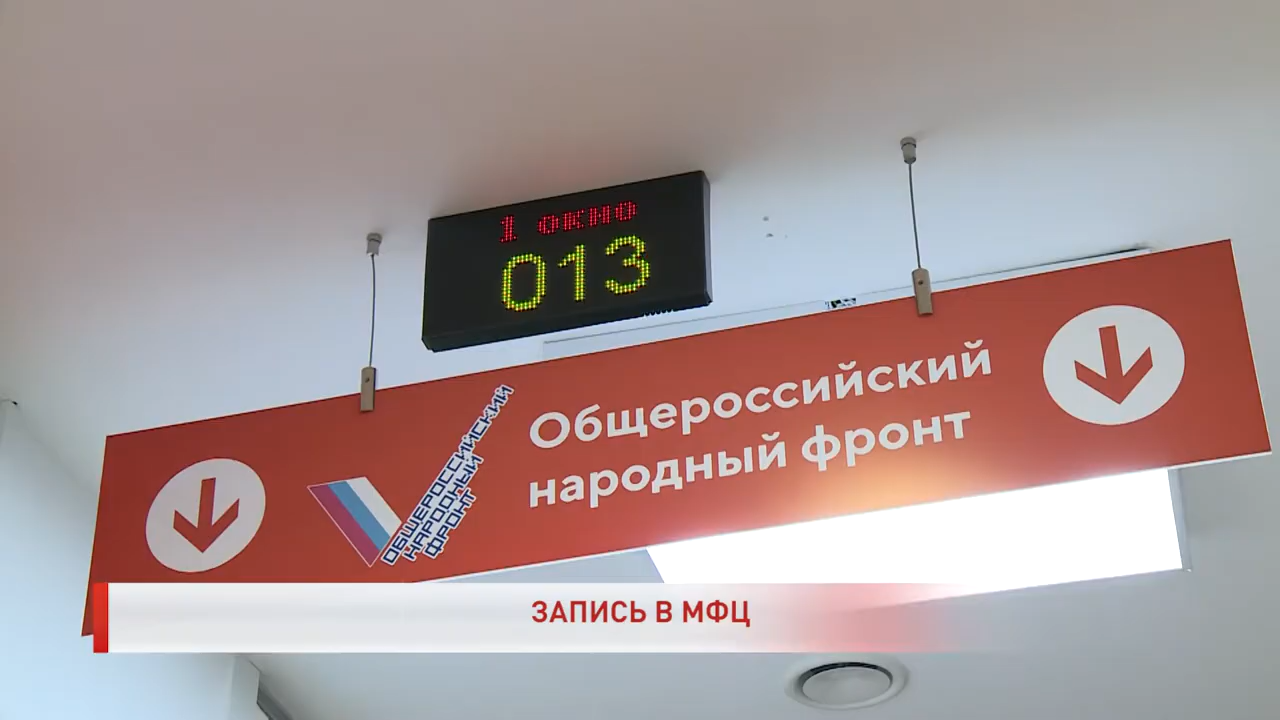 1 окно
013
Общероссийский
народный фронт
ОБЩЕРОССИЙСКИЙ
НАРОДНЫЙ
ФРОНТ
ЗАПИСЬ В МФЦ